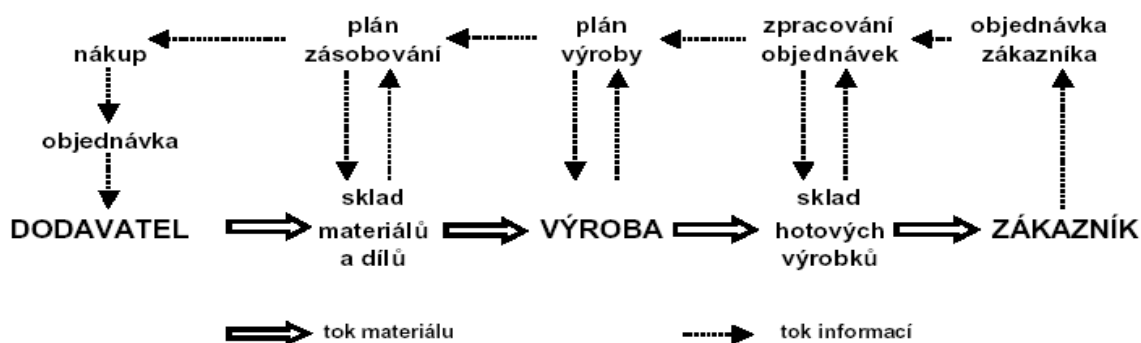 nákup
plán
zásobování
plán
výroby
zpracování
objednávek
objednávka
zákazníka
objednávka
DODAVATEL
sklad
materiálů
a dílů
VÝROBA
sklad
hotových
výrobků
ZÁKAZNÍK
tok materiálu
tok informací